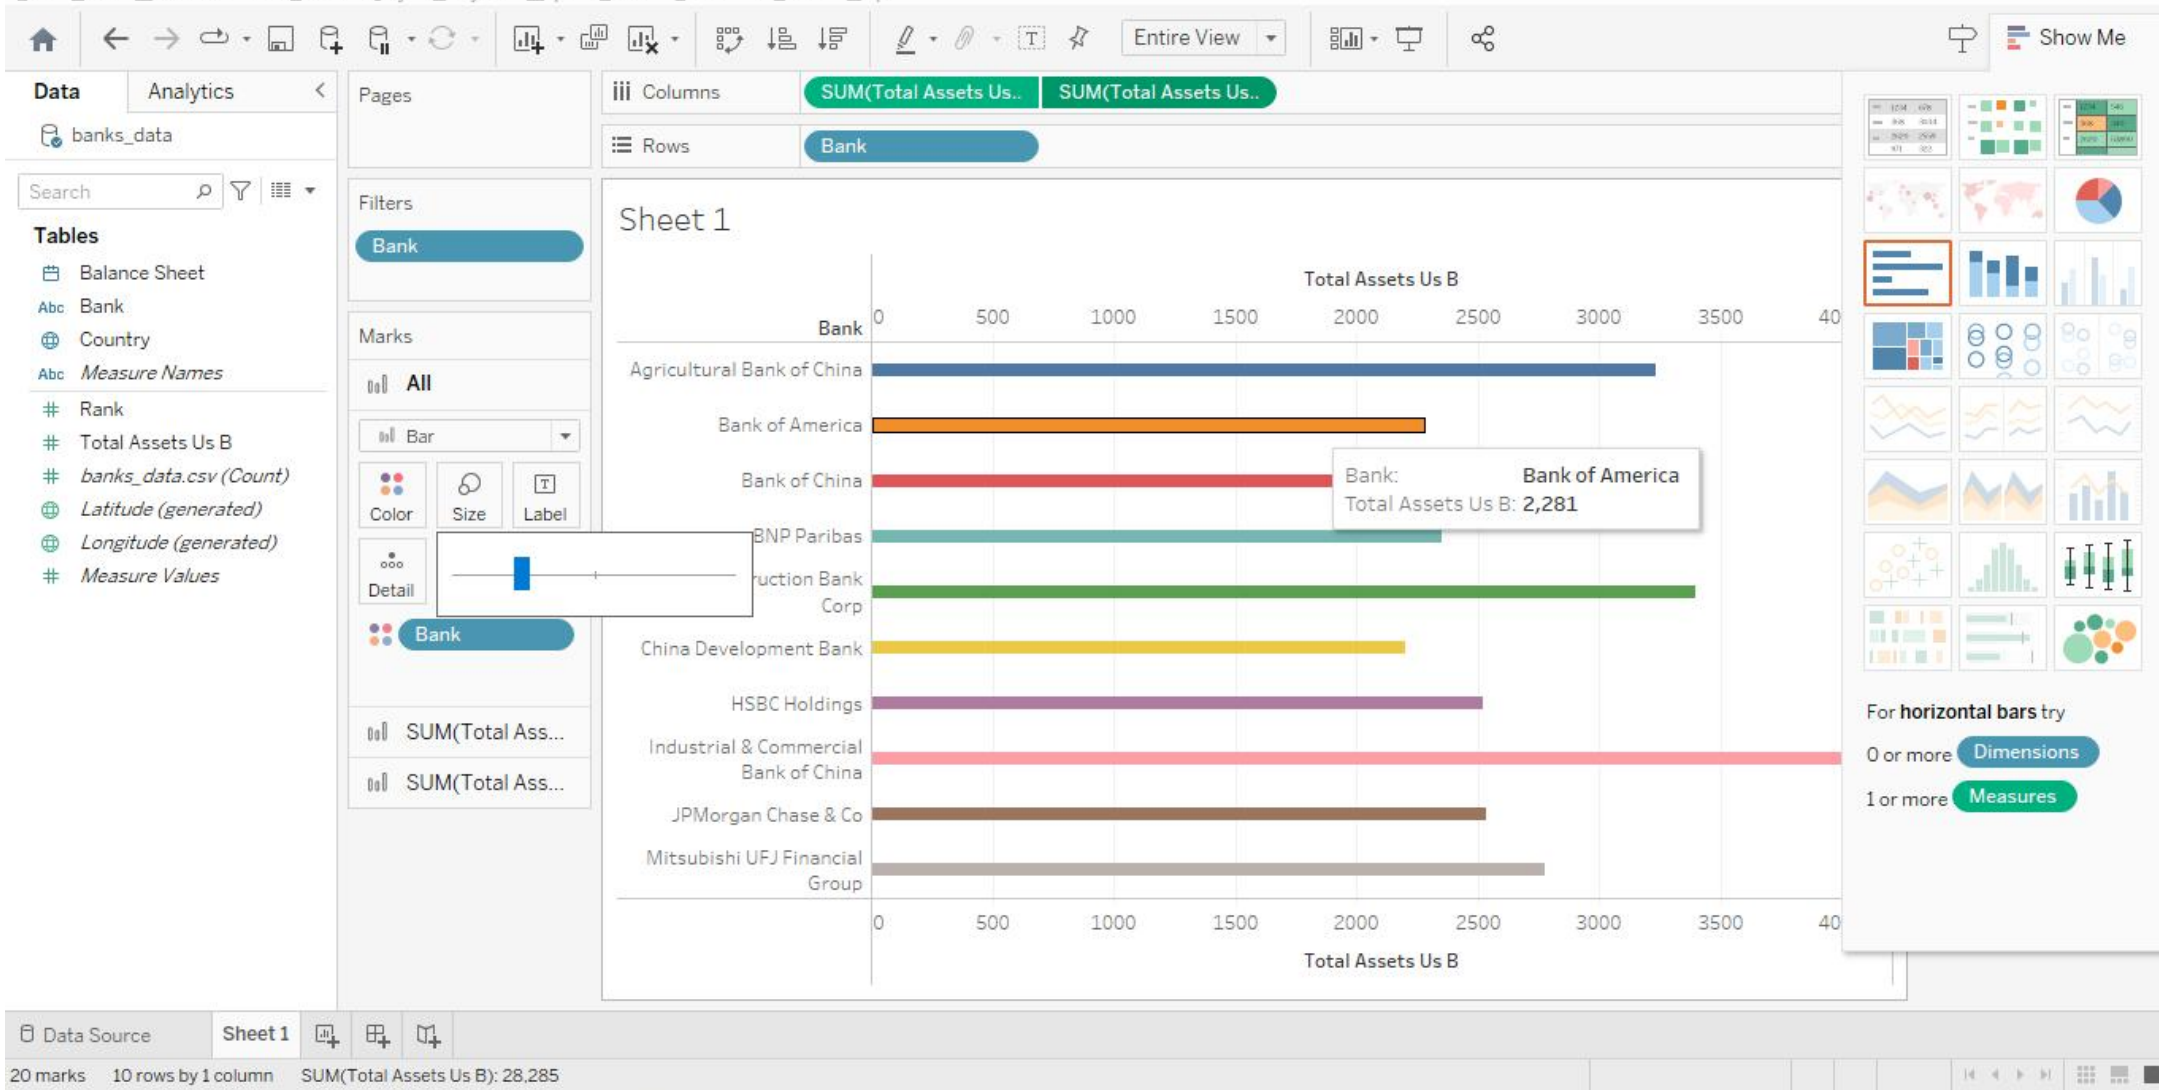 Entire View
Show Me
Data
Analytics
banks_data
Search
Tables
Balance Sheet
Abc Bank
Country
Abc Measure Names
# Rank
# Total Assets Us B
# banks_data.csv (Count)
Latitude (generated)
Longitude (generated)
# Measure Values
Pages
Filters
Bank
Marks
All
Bar
Color
Size
Label
Detail
Bank
SUM(Total Ass...
SUM(Total Ass...
Columns
SUM(Total Assets Us..
SUM(Total Assets Us..
Rows
Bank
Sheet 1
Total Assets Us B
Bank
0 500 1000 1500 2000 2500 3000 3500 40
Agricultural Bank of China
Bank of America
Bank of China
BNP Paribas
ruction Bank
Corp
China Development Bank
HSBC Holdings
Industrial & Commercial
Bank of China
JPMorgan Chase & Co
Mitsubishi UFJ Financial
Group
Bank: Bank of America
Total Assets Us B: 2,281
0 500 1000 1500 2000 2500 3000 3500 40
Total Assets Us B
For horizontal bars try
0 or more Dimensions
1 or more Measures
Data Source
Sheet 1
20 marks 10 rows by 1 column SUM(Total Assets Us B): 28,285